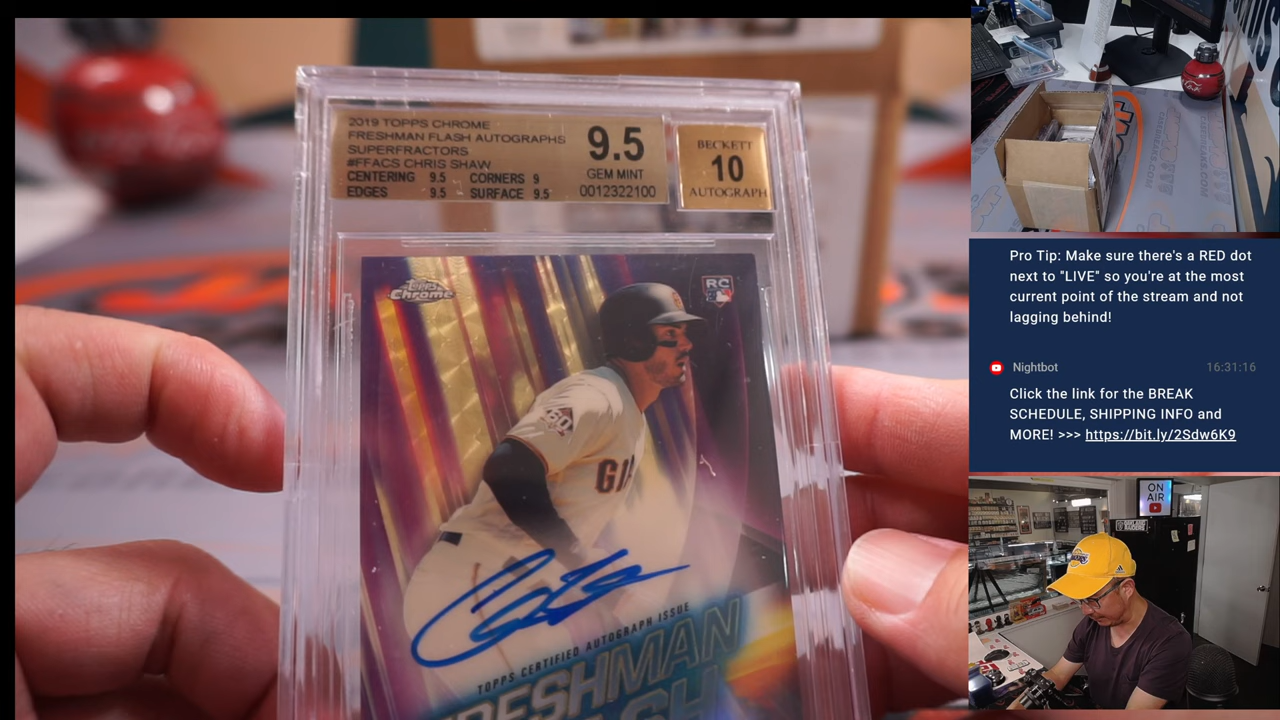 2019 TOPPS CHROME
FRESHMAN FLASH AUTOGRAPHS
SUPERFRACTORS
#FFACS CHRIS SHAW
CENTERING 9.5 CORNERS 9
EDGES 9.5 SURFACE 9.5
9.5
GEM MINT
0012322100
BECKETT
10
AUTOGRAPH
Topps
Chrome
RC
60
TOPPS CERTIFIED AUTOGRAPH ISSUE
FRESHMAN
Pro Tip: Make sure there's a RED dot
next to "LIVE" so you're at the most
current point of the stream and not
lagging behind!
Nightbot 16:31:16
Click the link for the BREAK
SCHEDULE, SHIPPING INFO and
MORE! >>> https://bit.ly/2Sdw6K9
ON
AIR